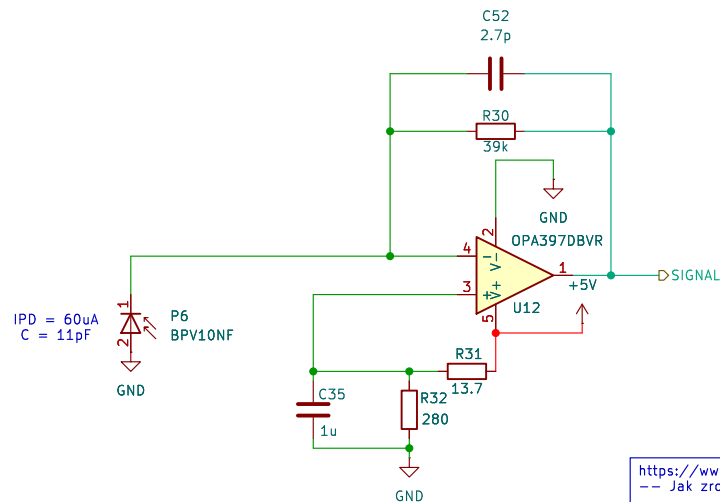 C52
2.7p
R30
39k
GND
2
OPA397DBVR
4
V-
1
SIGNAL
3
V+
+5V
U12
5
1
IPD = 60uA
C = 11pF
P6
BPV10NF
2
GND
R31
13.7
C35
R32
280
1u
GND
https://ww
-- Jak zro